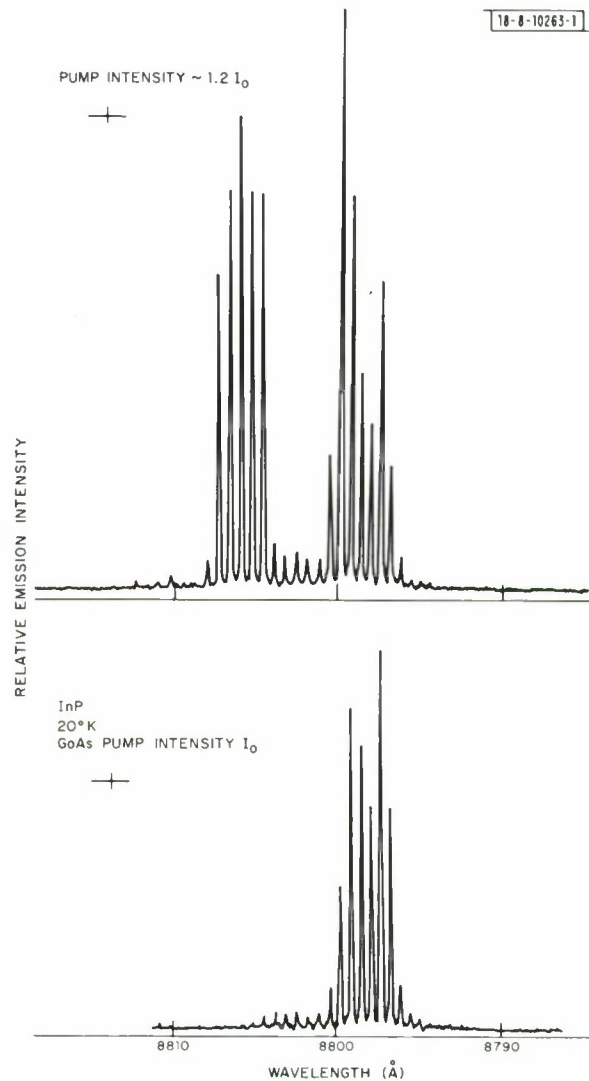 18-8-10263-1
PUMP INTENSITY ~ 1.2 I₀
RELATIVE EMISSION INTENSITY
InP
20°K
GoAs PUMP INTENSITY I₀
8810 8800 8790
WAVELENGTH (Å)